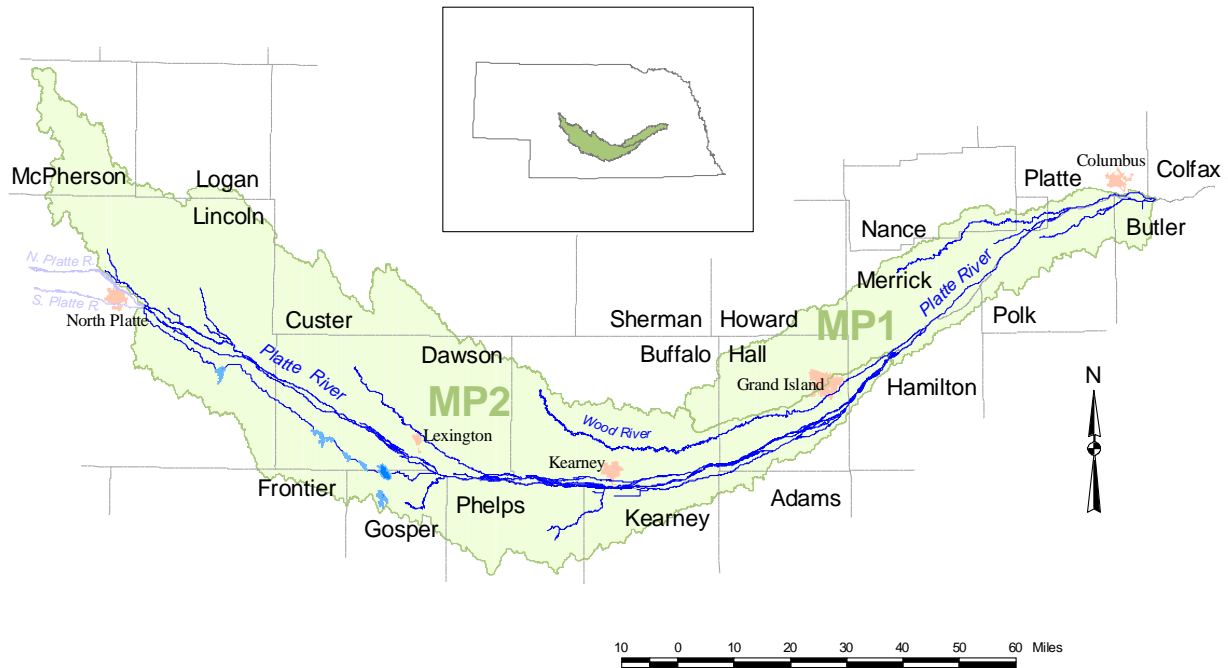 McPherson
Logan
Lincoln
N. Platte R.
S. Platte R.
North Platte
Custer
Platte River
Dawson
MP2
Lexington
Frontier
Gosper
Phelps
Kearney
Kearney
Wood River
Sherman
Howard
Buffalo
Hall
MP1
Grand Island
Adams
Hamilton
Merrick
Platte River
Polk
Nance
Platte
Columbus
Colfax
Butler
N
10 0 10 20 30 40 50 60 Miles